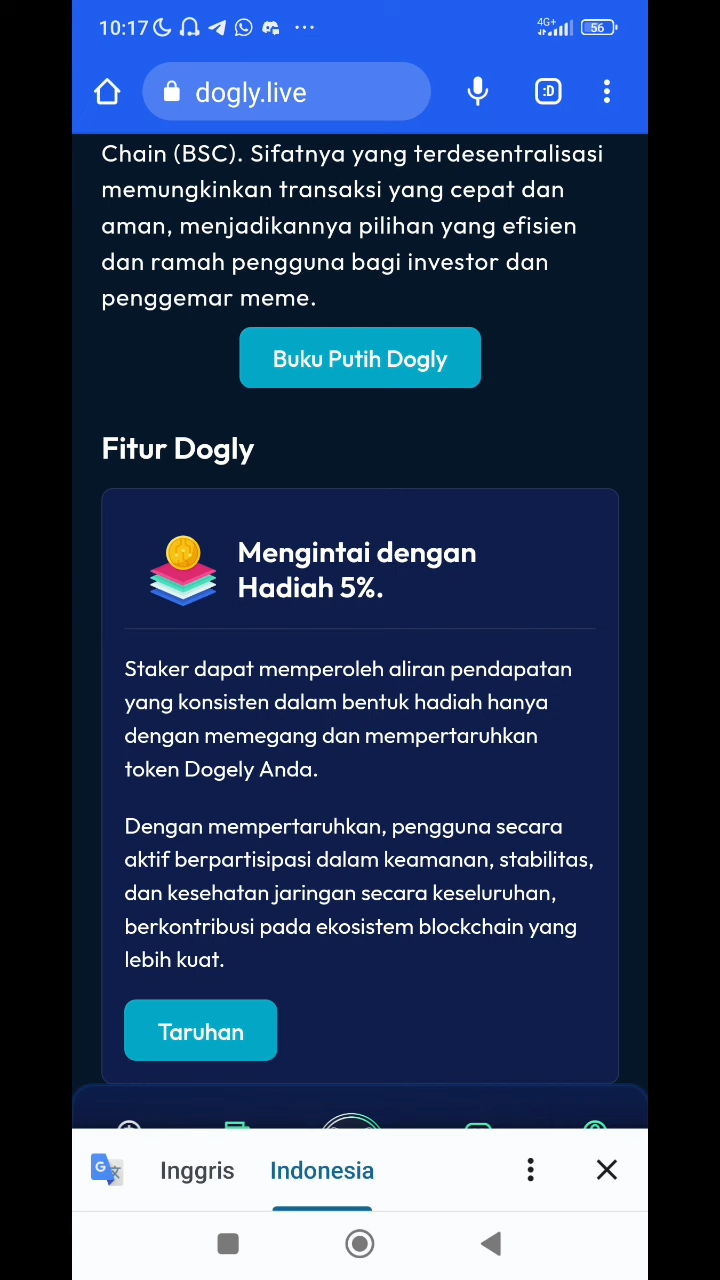 10:17
4G+
56
dogly.live
:D
Chain (BSC). Sifatnya yang terdesentralisasi
memungkinkan transaksi yang cepat dan
aman, menjadikannya pilihan yang efisien
dan ramah pengguna bagi investor dan
penggemar meme.
Buku Putih Dogly
Fitur Dogly
Mengintai dengan
Hadiah 5%.
Staker dapat memperoleh aliran pendapatan
yang konsisten dalam bentuk hadiah hanya
dengan memegang dan mempertaruhkan
token Dogely Anda.
Dengan mempertaruhkan, pengguna secara
aktif berpartisipasi dalam keamanan, stabilitas,
dan kesehatan jaringan secara keseluruhan,
berkontribusi pada ekosistem blockchain yang
lebih kuat.
Taruhan
G 文
Inggris
Indonesia